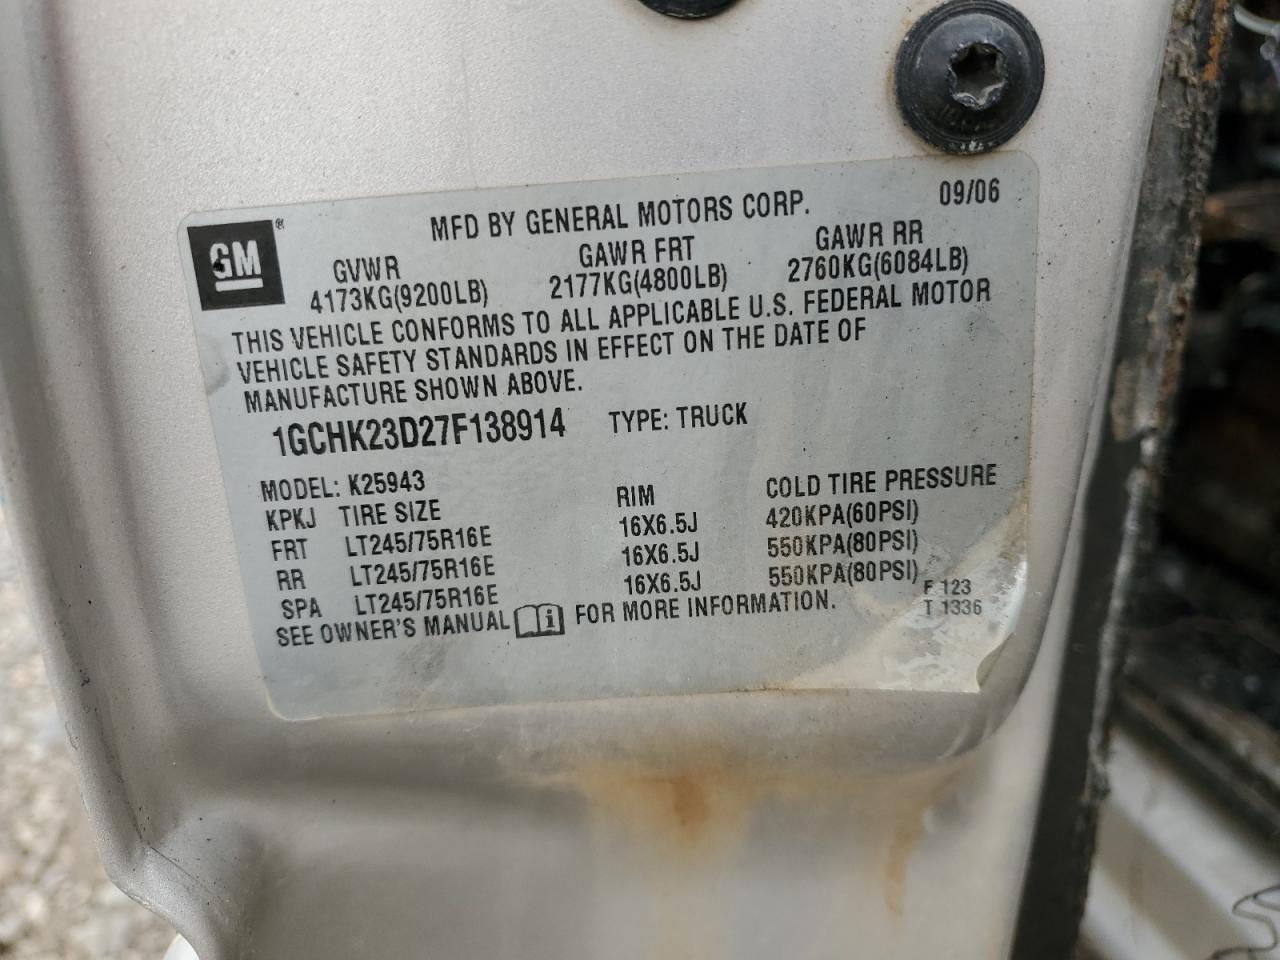 09/06
MFD BY GENERAL MOTORS CORP.
GM ®
GVWR GAWR FRT GAWR RR
4173KG(9200LB) 2177KG(4800LB) 2760KG(6084LB)
THIS VEHICLE CONFORMS TO ALL APPLICABLE U.S. FEDERAL MOTOR
VEHICLE SAFETY STANDARDS IN EFFECT ON THE DATE OF
MANUFACTURE SHOWN ABOVE.
1GCHK23D27F138914 TYPE: TRUCK
MODEL: K25943
KPKJ TIRE SIZE RIM COLD TIRE PRESSURE
FRT LT245/75R16E 16X6.5J 420KPA(60PSI)
RR LT245/75R16E 16X6.5J 550KPA(80PSI)
SPA LT245/75R16E 16X6.5J 550KPA(80PSI)
SEE OWNER'S MANUAL i FOR MORE INFORMATION.
F 123
T 1336